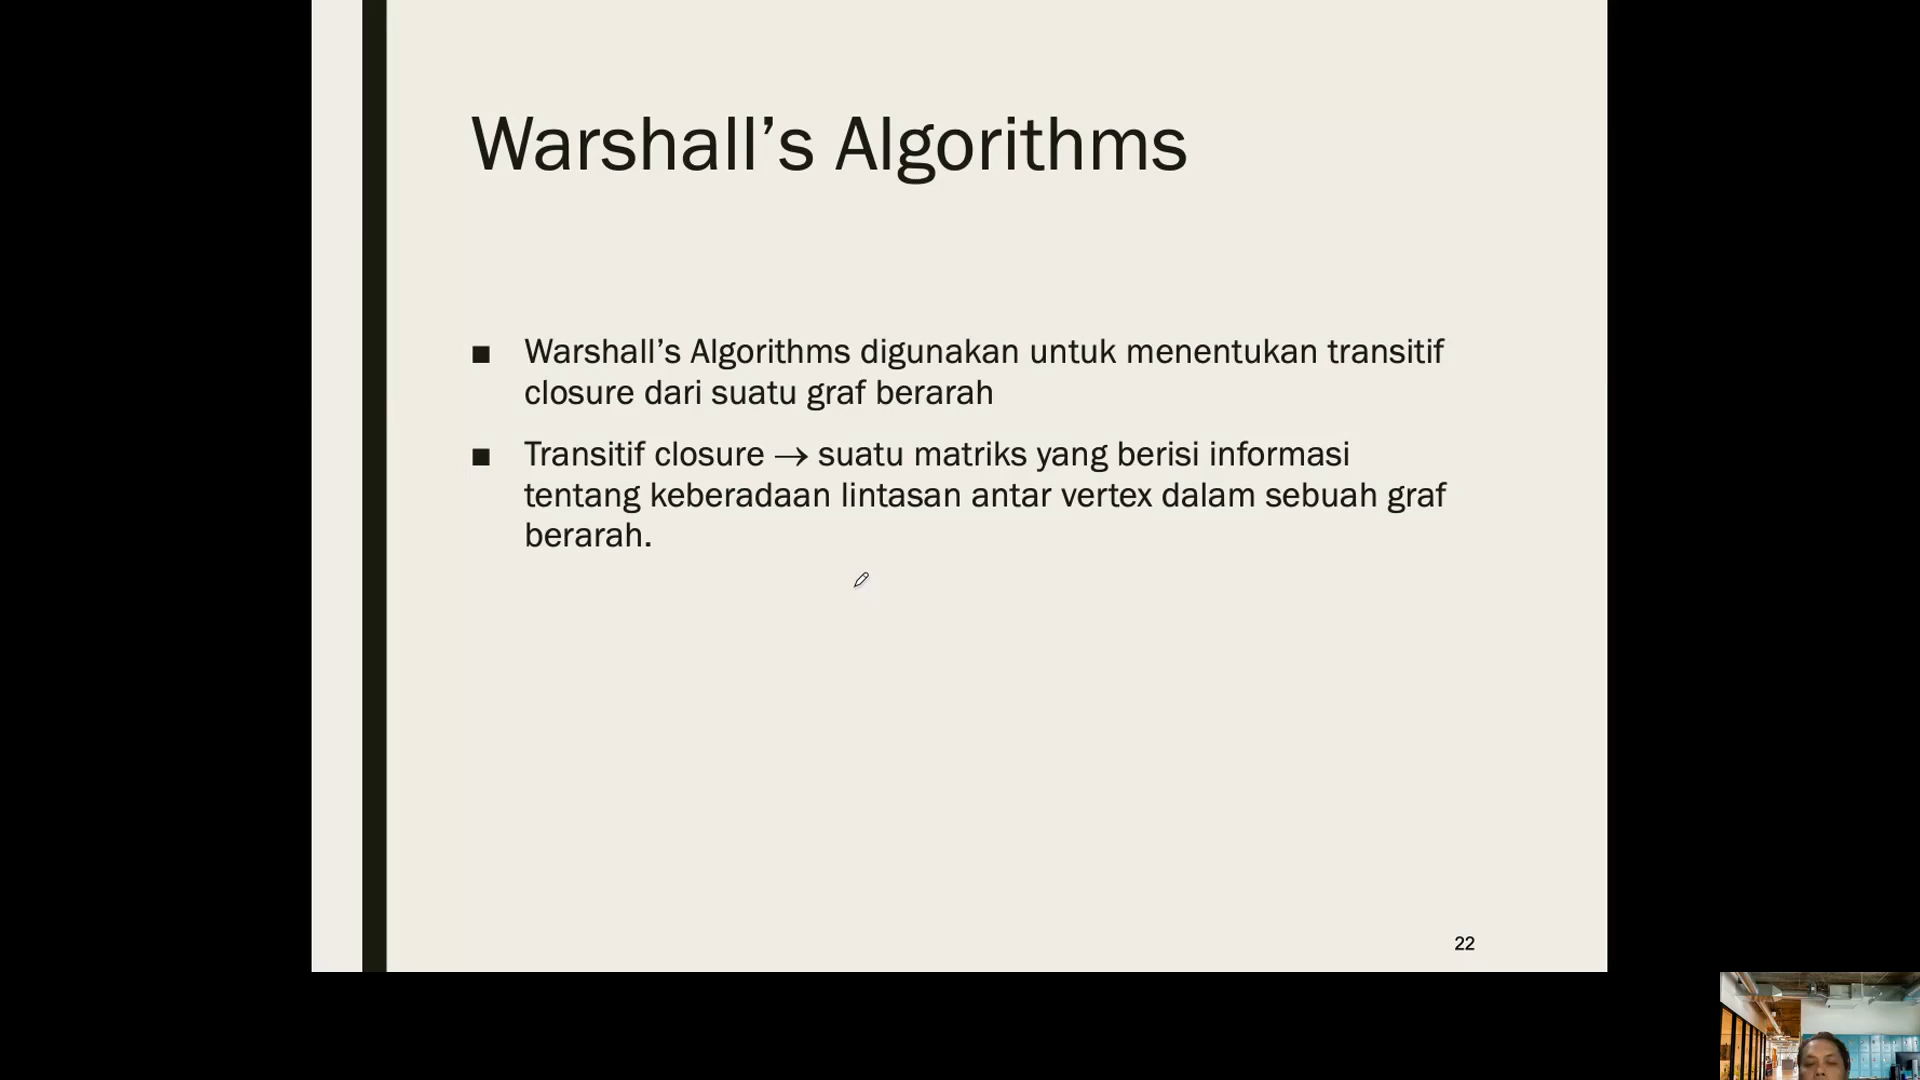 Warshall’s Algorithms
■ Warshall’s Algorithms digunakan untuk menentukan transitif
closure dari suatu graf berarah
■ Transitif closure → suatu matriks yang berisi informasi
tentang keberadaan lintasan antar vertex dalam sebuah graf
berarah.
22